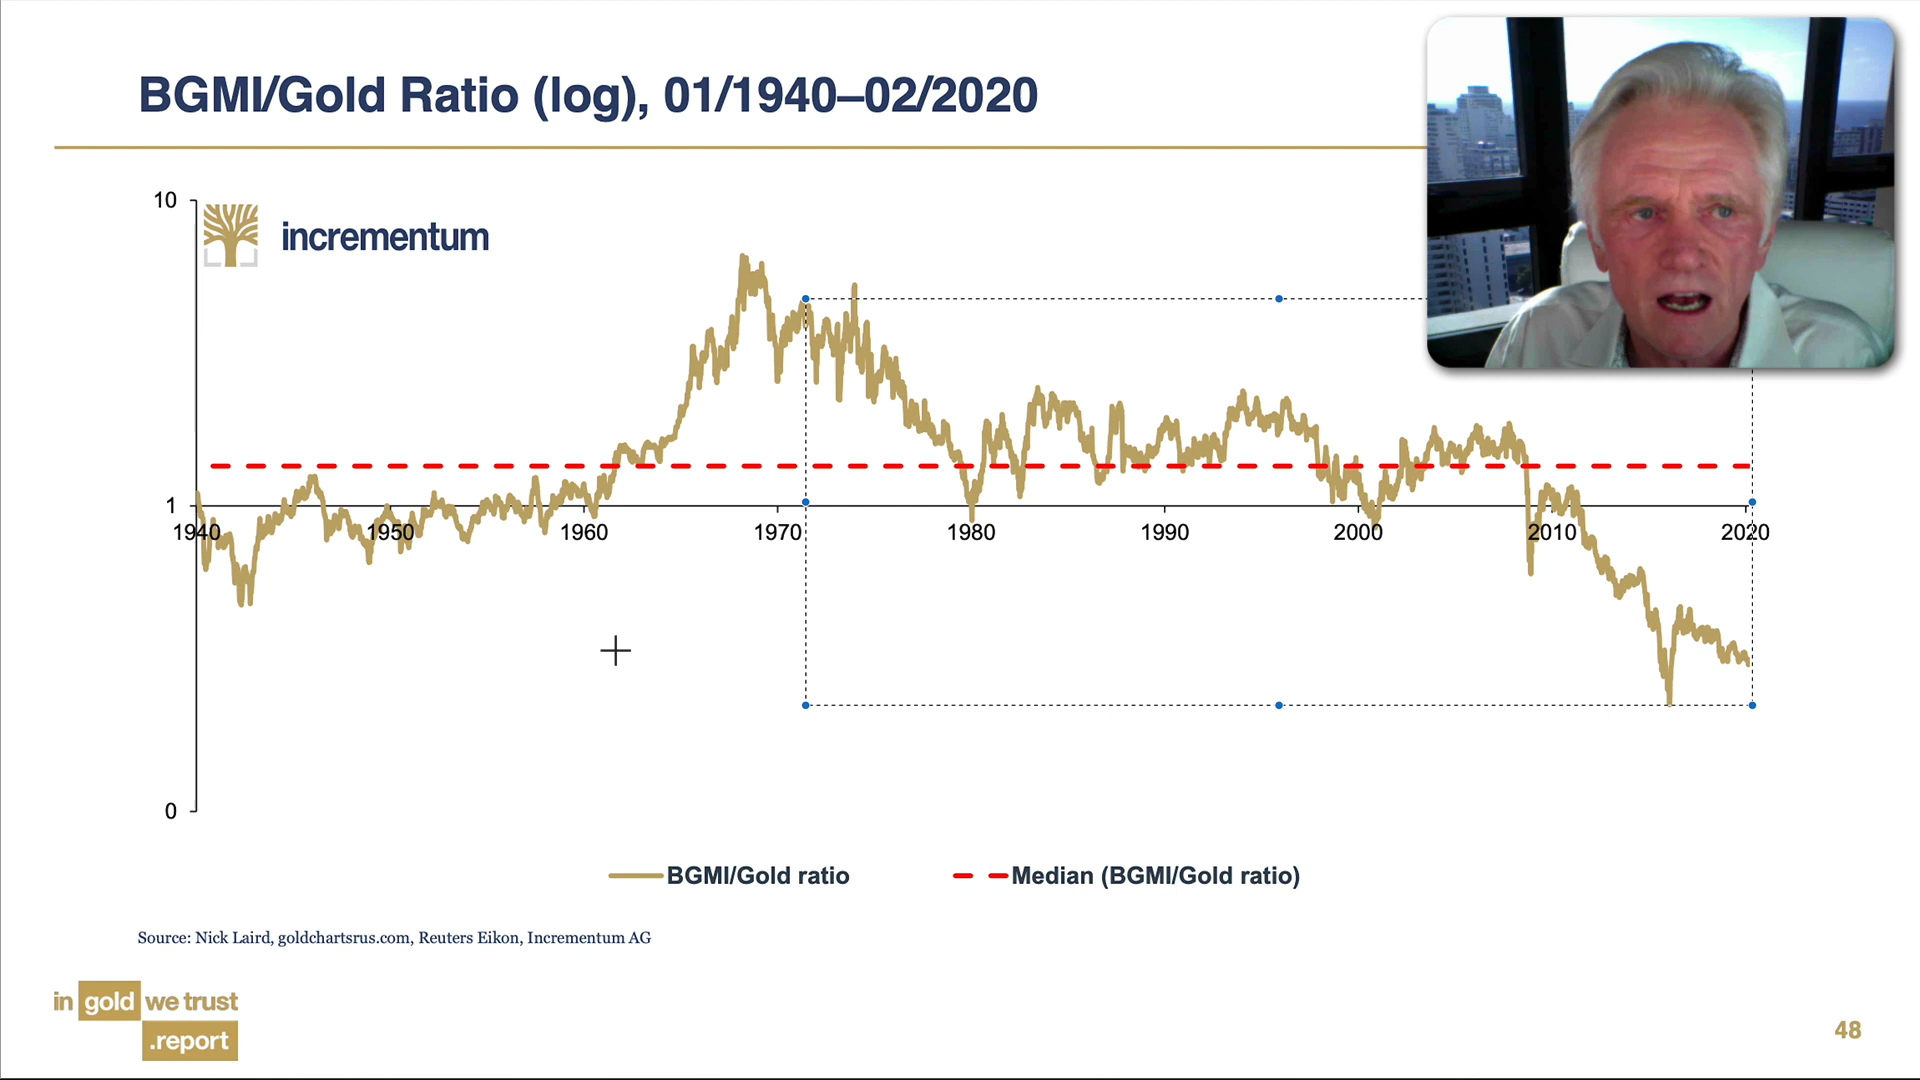 BGMI/Gold Ratio (log), 01/1940–02/2020
10
incrementum
1
1940 1950 1960 1970 1980 1990 2000 2010 2020
0
BGMI/Gold ratio Median (BGMI/Gold ratio)
Source: Nick Laird, goldchartsrus.com, Reuters Eikon, Incrementum AG
in gold we trust
.report
48